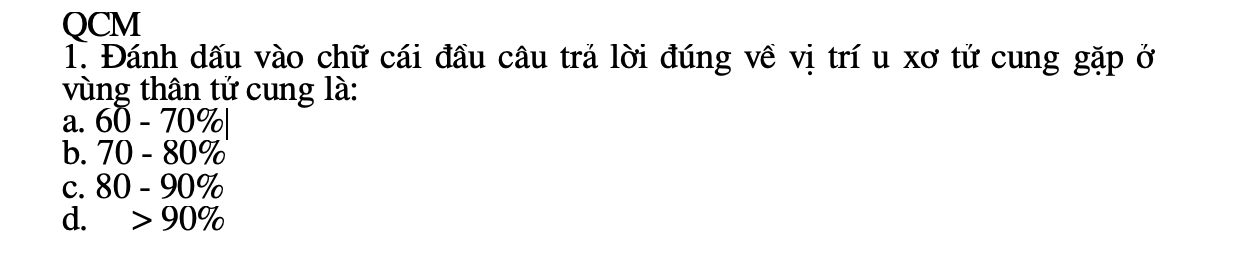 QCM
1. Đánh dấu vào chữ cái đầu câu trả lời đúng về vị trí u xơ tử cung gặp ở
vùng thân tử cung là:
a. 60 - 70%
b. 70 - 80%
c. 80 - 90%
d. > 90%